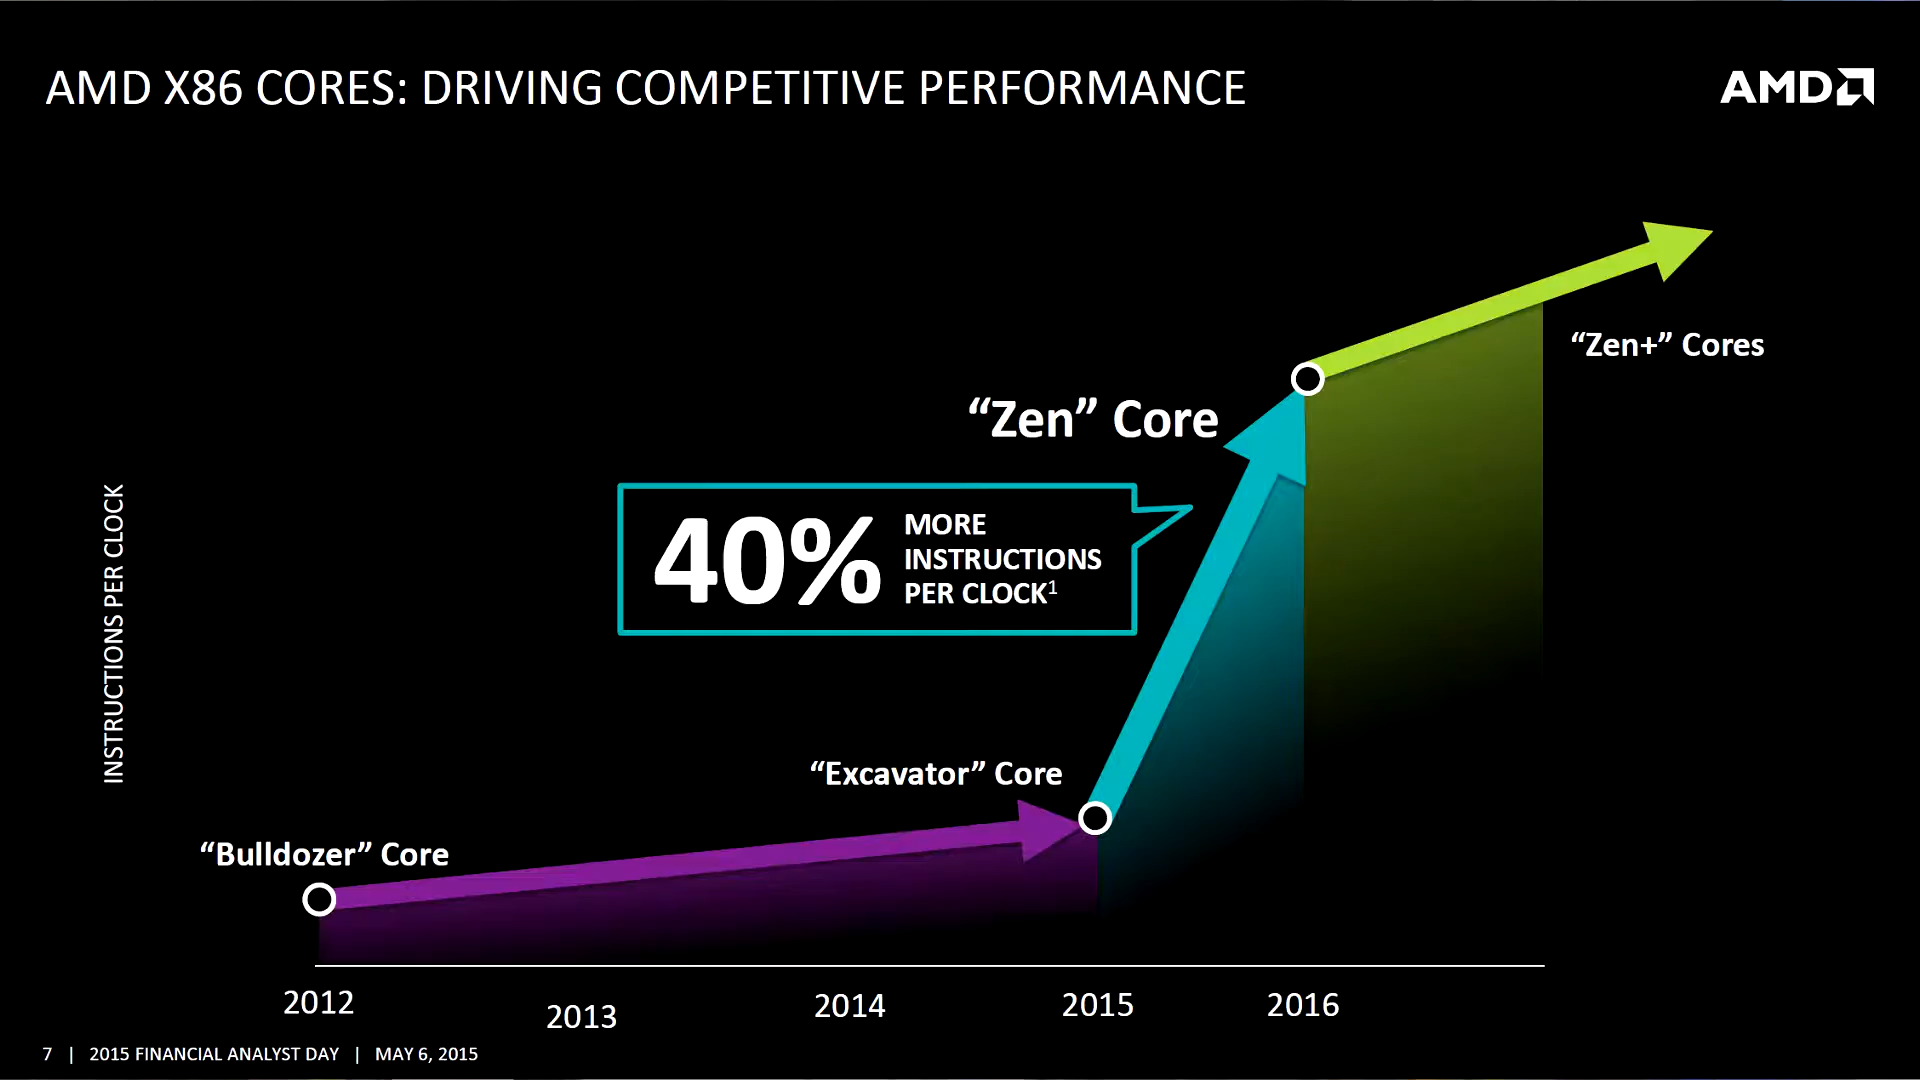 AMD X86 CORES: DRIVING COMPETITIVE PERFORMANCE
AMD
“Zen+” Cores
“Zen” Core
40%
MORE
INSTRUCTIONS
PER CLOCK¹
INSTRUCTIONS PER CLOCK
“Excavator” Core
“Bulldozer” Core
2012
2013
2014
2015
2016
7 | 2015 FINANCIAL ANALYST DAY | MAY 6, 2015